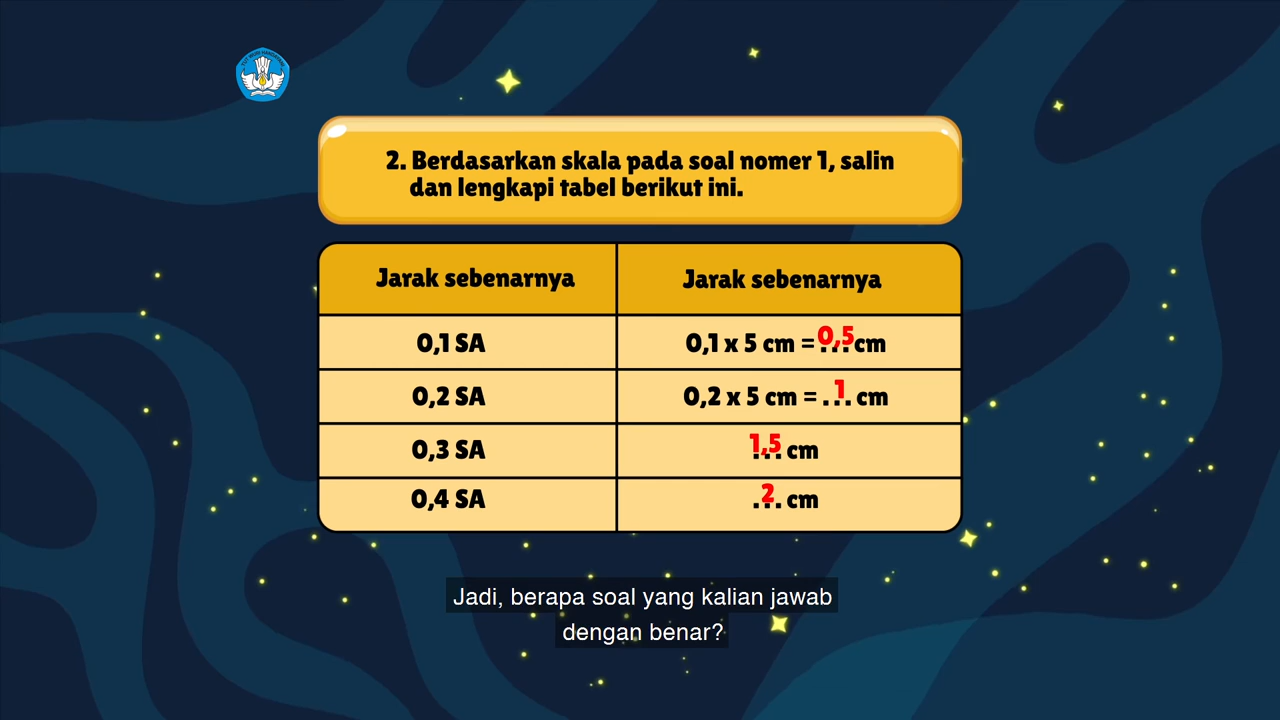 2. Berdasarkan skala pada soal nomer 1, salin
dan lengkapi tabel berikut ini.
Jarak sebenarnya
Jarak sebenarnya
0,1 SA
0,1 x 5 cm = 0,5 cm
0,2 SA
0,2 x 5 cm = 1 cm
0,3 SA
1,5 cm
0,4 SA
2 cm
Jadi, berapa soal yang kalian jawab
dengan benar?